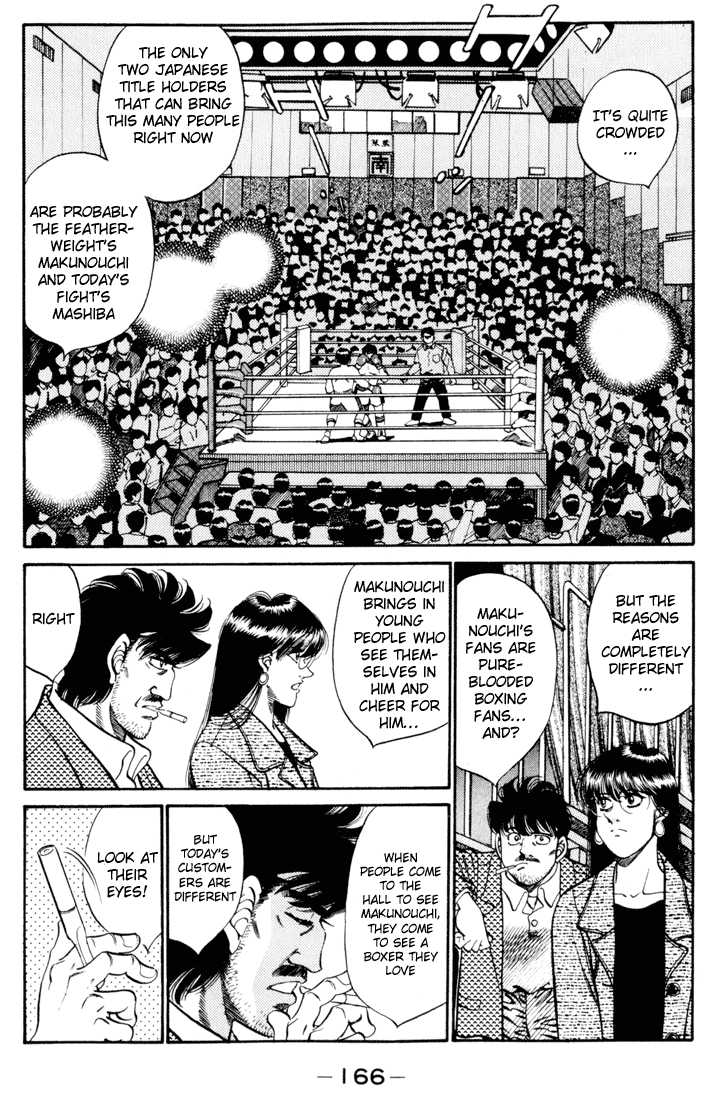 IT'S QUITE
CROWDED
...
THE ONLY
TWO JAPANESE
TITLE HOLDERS
THAT CAN BRING
THIS MANY PEOPLE
RIGHT NOW
ARE PROBABLY
THE FEATHER-
WEIGHT'S
MAKUNOUCHI
AND TODAY'S
FIGHT'S
MASHIBA
南
BUT THE
REASONS
ARE
COMPLETELY
DIFFERENT
...
MAKU-
NOUCHI'S
FANS ARE
PURE-
BLOODED
BOXING
FANS...
AND?
MAKUNOUCHI
BRINGS IN
YOUNG
PEOPLE WHO
SEE THEM-
SELVES IN
HIM AND
CHEER FOR
HIM...
RIGHT
WHEN
PEOPLE COME
TO THE
HALL TO SEE
MAKUNOUCHI,
THEY COME
TO SEE A
BOXER THEY
LOVE
BUT
TODAY'S
CUSTOM-
ERS ARE
DIFFERENT
LOOK AT
THEIR
EYES!
—166—